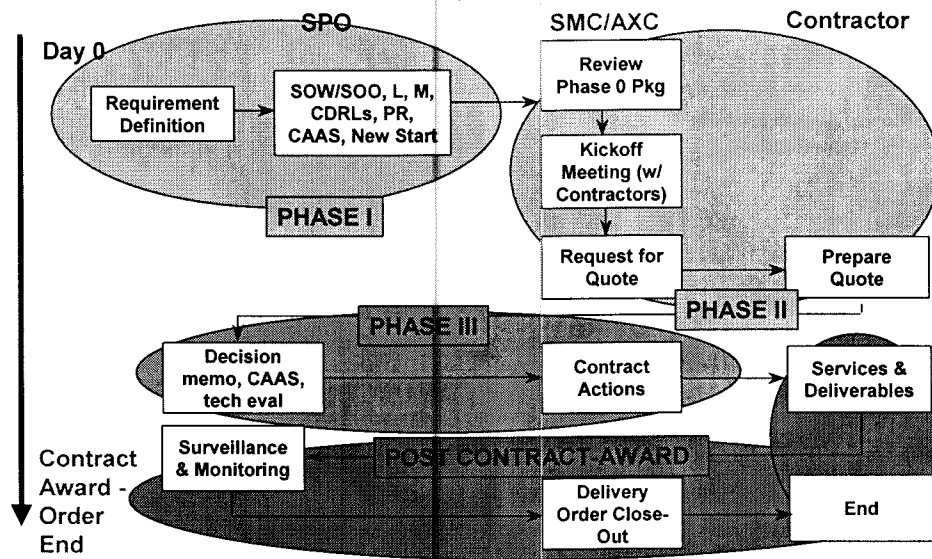 SPO
SMC/AXC
Contractor
Day 0
Requirement
Definition
SOW/SOO, L, M,
CDRLs, PR,
CAAS, New Start
Review
Phase 0 Pkg
Kickoff
Meeting (w/
Contractors)
PHASE I
Request for
Quote
Prepare
Quote
PHASE II
PHASE III
Decision
memo, CAAS,
tech eval
Contract
Actions
Services &
Deliverables
Surveillance
& Monitoring
POST CONTRACT-AWARD
Contract
Award -
Order
End
Delivery
Order Close-
Out
End